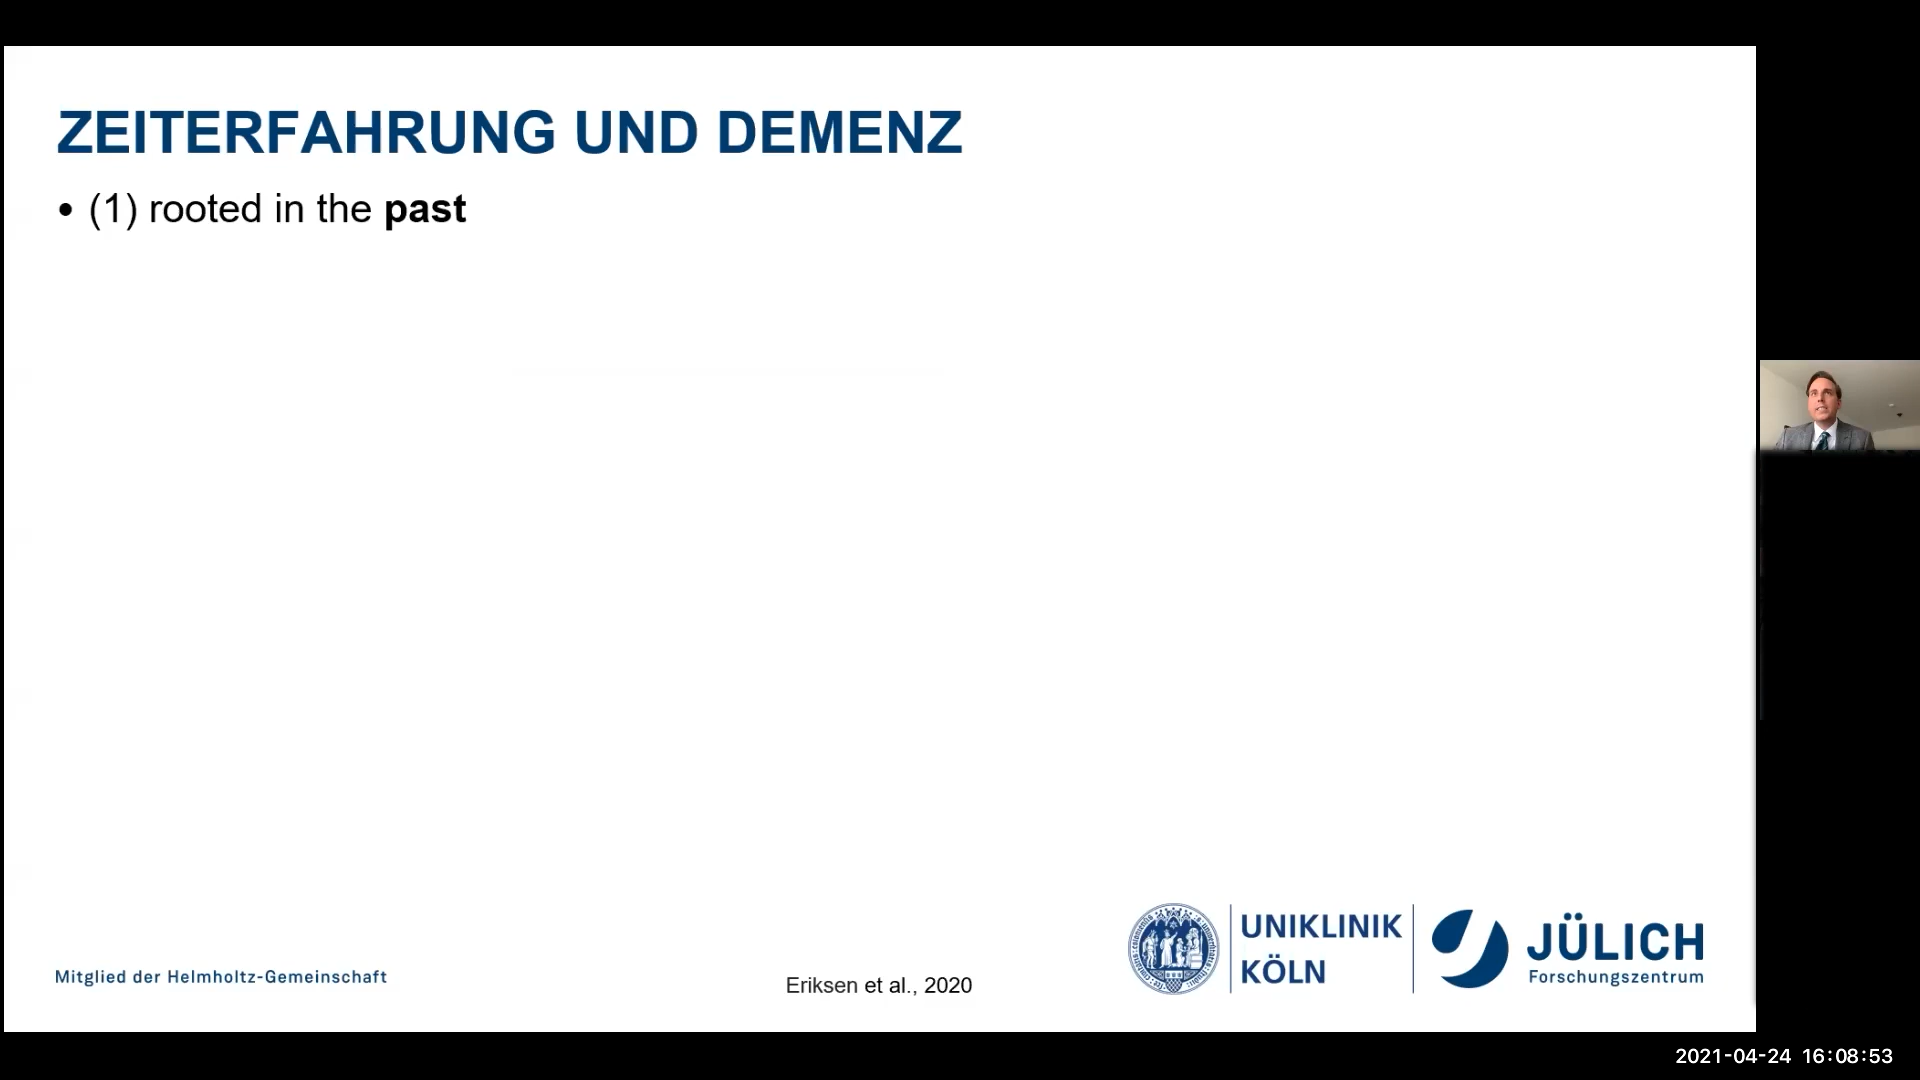 ZEITERFAHRUNG UND DEMENZ
• (1) rooted in the past
Mitglied der Helmholtz-Gemeinschaft
Eriksen et al., 2020
UNIKLINIK
KÖLN
JÜLICH
Forschungszentrum
2021-04-24 16:08:53